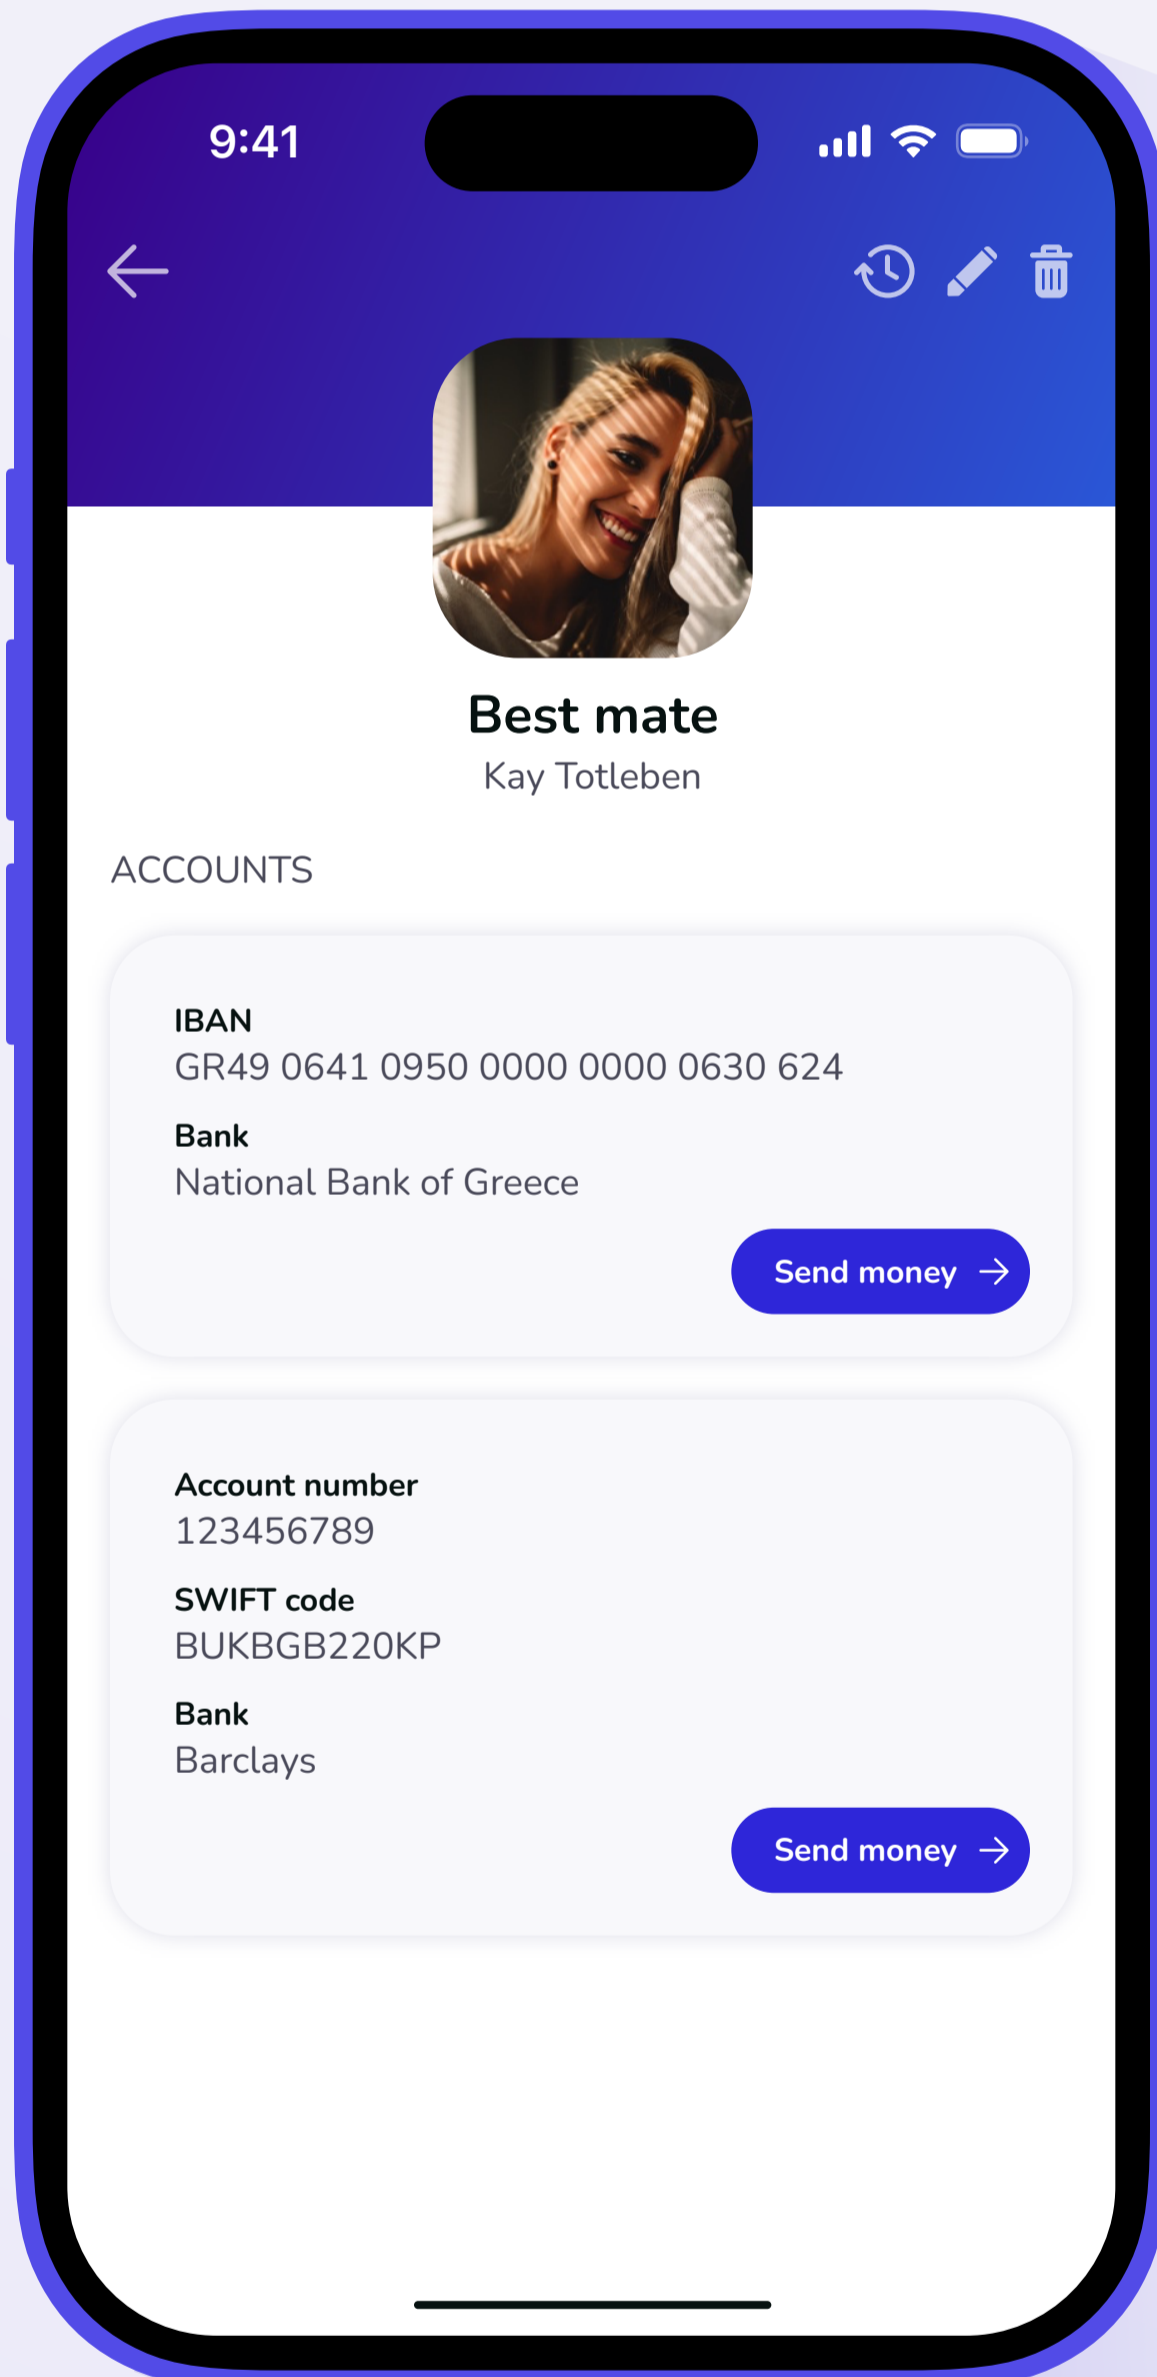 9:41
Best mate
Kay Totleben
ACCOUNTS
IBAN
GR49 0641 0950 0000 0000 0630 624
Bank
National Bank of Greece
Send money
Account number
123456789
SWIFT code
BUKBGB220KP
Bank
Barclays
Send money